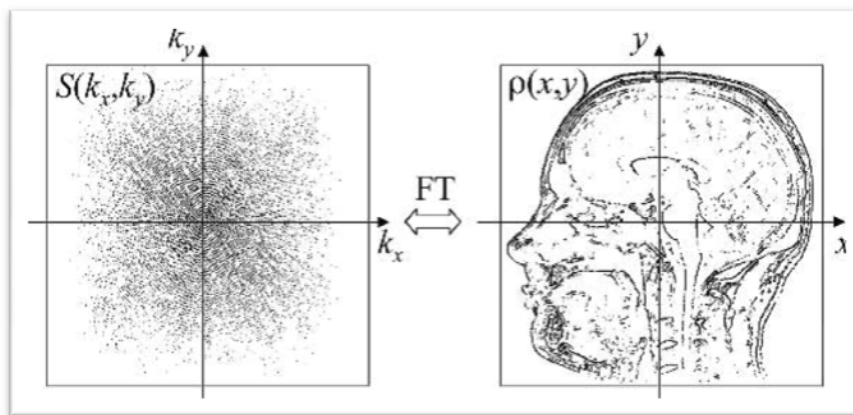 k_y
S(k_x,k_y)
k_x
FT
y
ρ(x,y)
x